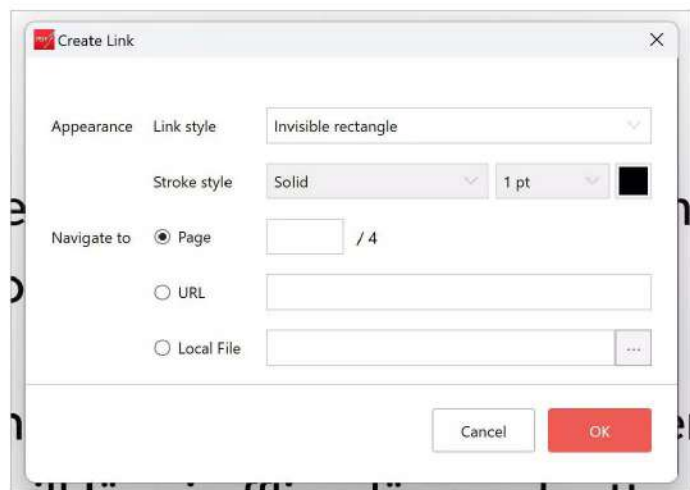 Create Link
Appearance Link style Invisible rectangle
Stroke style Solid 1 pt
Navigate to Page / 4
URL
Local File ...
Cancel OK